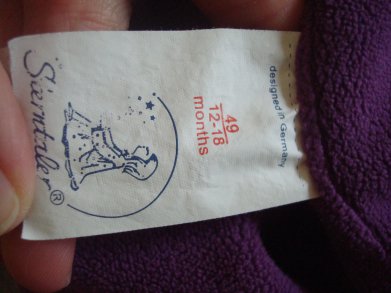 Sterntaler®
49
12-18
months
designed in Germany